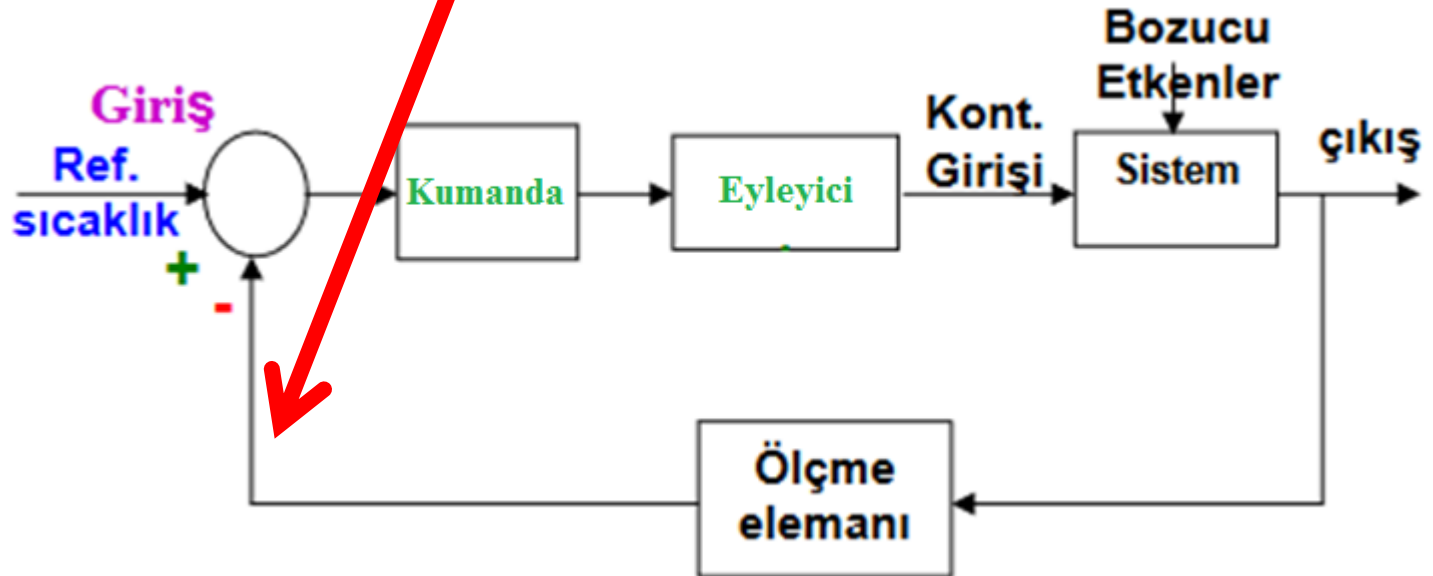 Giriş
Ref.
sıcaklık
+
-
Kumanda
Eyleyici
Kont.
Girişi
Bozucu
Etkenler
Sistem
çıkış
Ölçme
elemanı